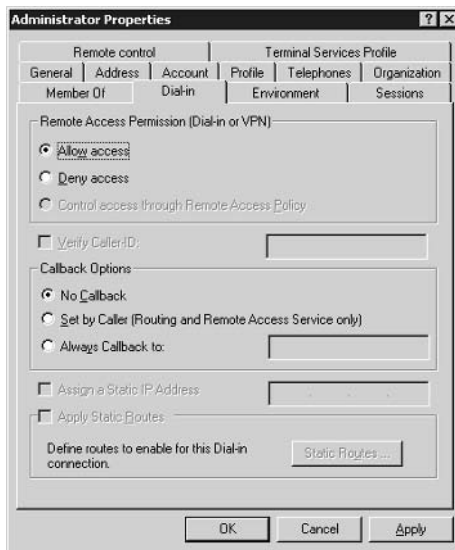 Administrator Properties
Remote control Terminal Services Profile
General Address Account Profile Telephones Organization
Member Of Dial-in Environment Sessions
Remote Access Permission (Dial-in or VPN)
Allow access
Deny access
Control access through Remote Access Policy
Verify Caller-ID:
Callback Options
No Callback
Set by Caller (Routing and Remote Access Service only)
Always Callback to:
Assign a Static IP Address
Apply Static Routes
Define routes to enable for this Dial-in
connection.
Static Routes ...
OK Cancel Apply